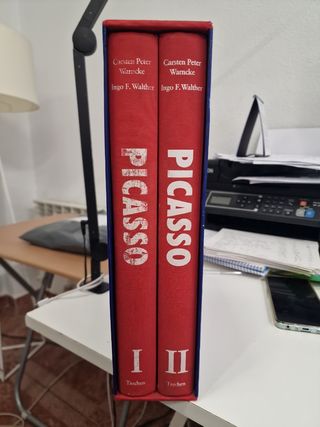 Carsten Peter
Warncke
Ingo F. Walther
PICASSO
I
Taschen
Carsten Peter
Warncke
Ingo F. Walther
PICASSO
II
Taschen